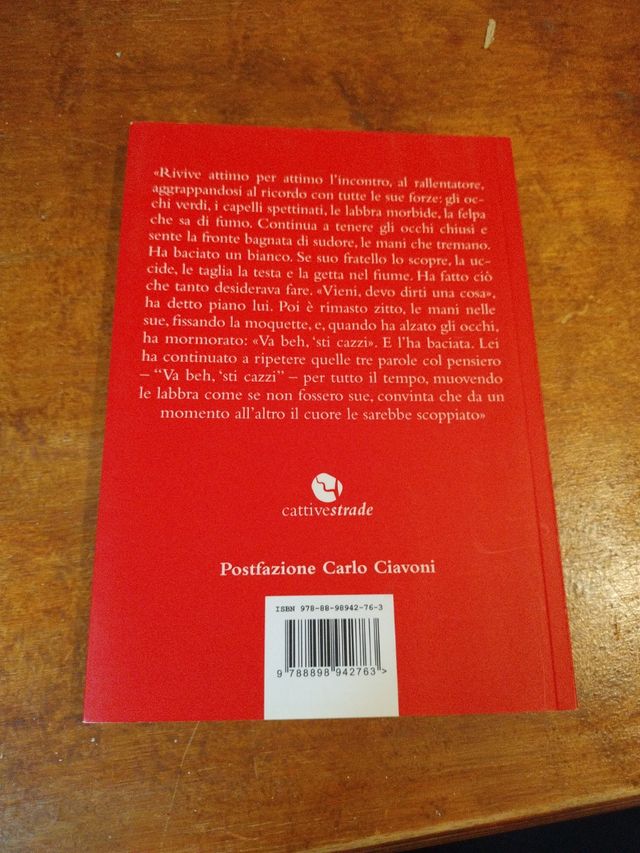 «Rivive attimo per attimo l'incontro, al rallentatore,
aggrappandosi al ricordo con tutte le sue forze: gli oc-
chi verdi, i capelli spettinati, le labbra morbide, la felpa
che sa di fumo. Continua a tenere gli occhi chiusi e
sente la fronte bagnata di sudore, le mani che tremano.
Ha baciato un bianco. Se suo fratello lo scopre, la uc-
cide, le taglia la testa e la getta nel fiume. Ha fatto ciò
che tanto desiderava fare. «Vieni, devo dirti una cosa»,
ha detto piano lui. Poi è rimasto zitto, le mani nelle
sue, fissando la moquette, e, quando ha alzato gli occhi,
ha mormorato: «Va beh, ‘sti cazzi». E l'ha baciata. Lei
ha continuato a ripetere quelle tre parole col pensiero
– “Va beh, ‘sti cazzi” – per tutto il tempo, muovendo
le labbra come se non fossero sue, convinta che da un
momento all'altro il cuore le sarebbe scoppiato»
cattivestrade
Postfazione Carlo Ciavoni
ISBN 978-88-98942-76-3
9 788898 942763>